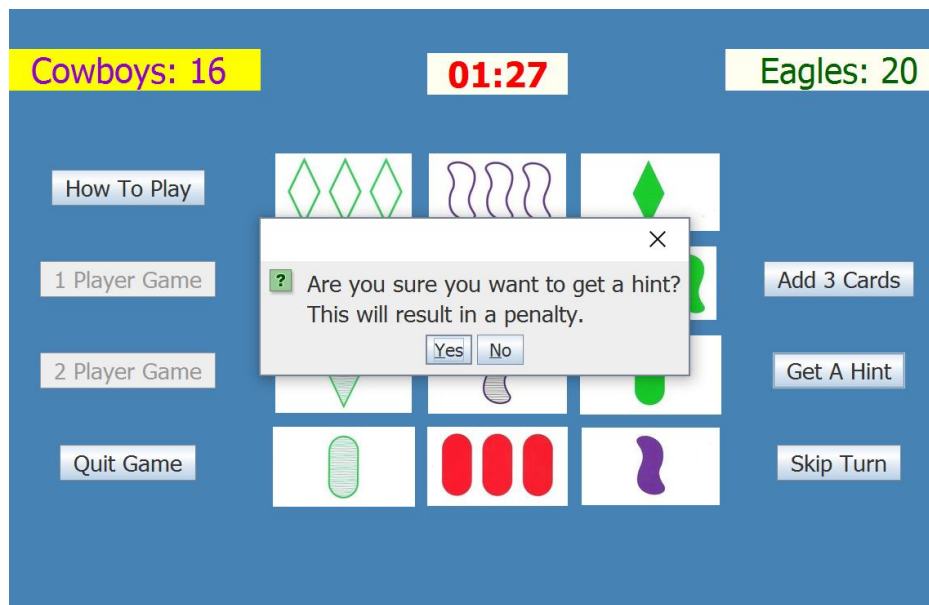 Cowboys: 16
01:27
Eagles: 20
How To Play
1 Player Game
2 Player Game
Quit Game
?
Are you sure you want to get a hint?
This will result in a penalty.
Yes
No
Add 3 Cards
Get A Hint
Skip Turn